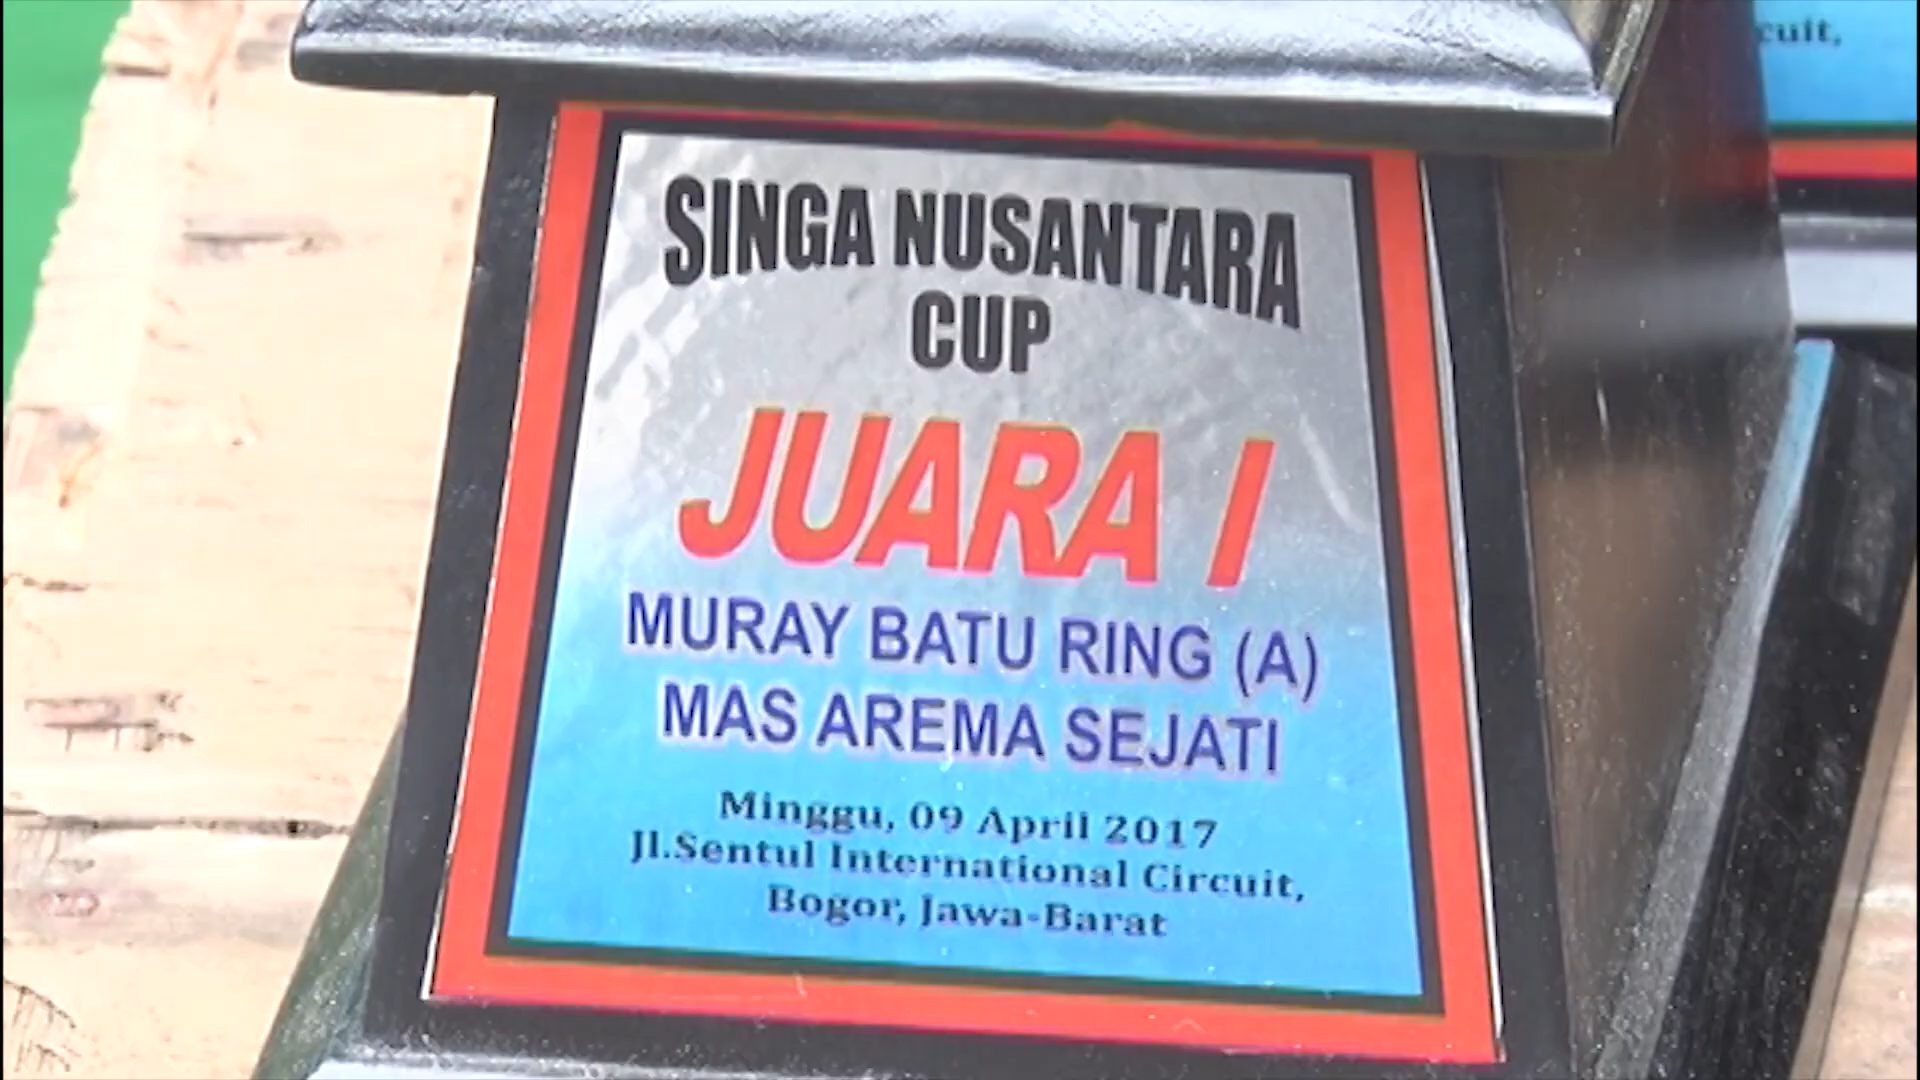 SINGA NUSANTARA
CUP
JUARA I
MURAY BATU RING (A)
MAS AREMA SEJATI
Minggu, 09 April 2017
Jl.Sentul International Circuit,
Bogor, Jawa-Barat
cuit,